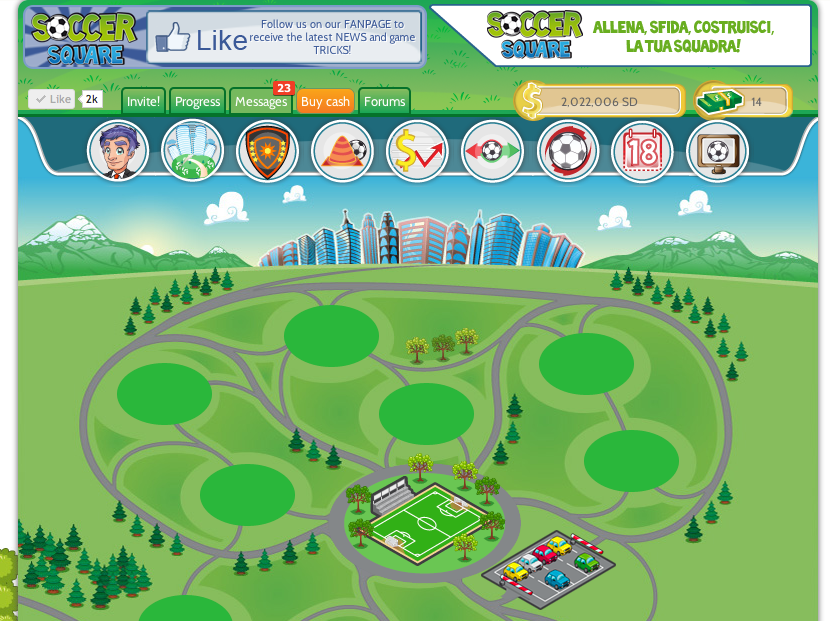 SOCCER
SQUARE
Like
Follow us on our FANPAGE to
receive the latest NEWS and game
TRICKS!
SOCCER
SQUARE
ALLENA, SFIDA, COSTRUISCI,
LA TUA SQUADRA!
Like
2k
Invite!
Progress
Messages
23
Buy cash
Forums
$
2,022,006 SD
14
$
18